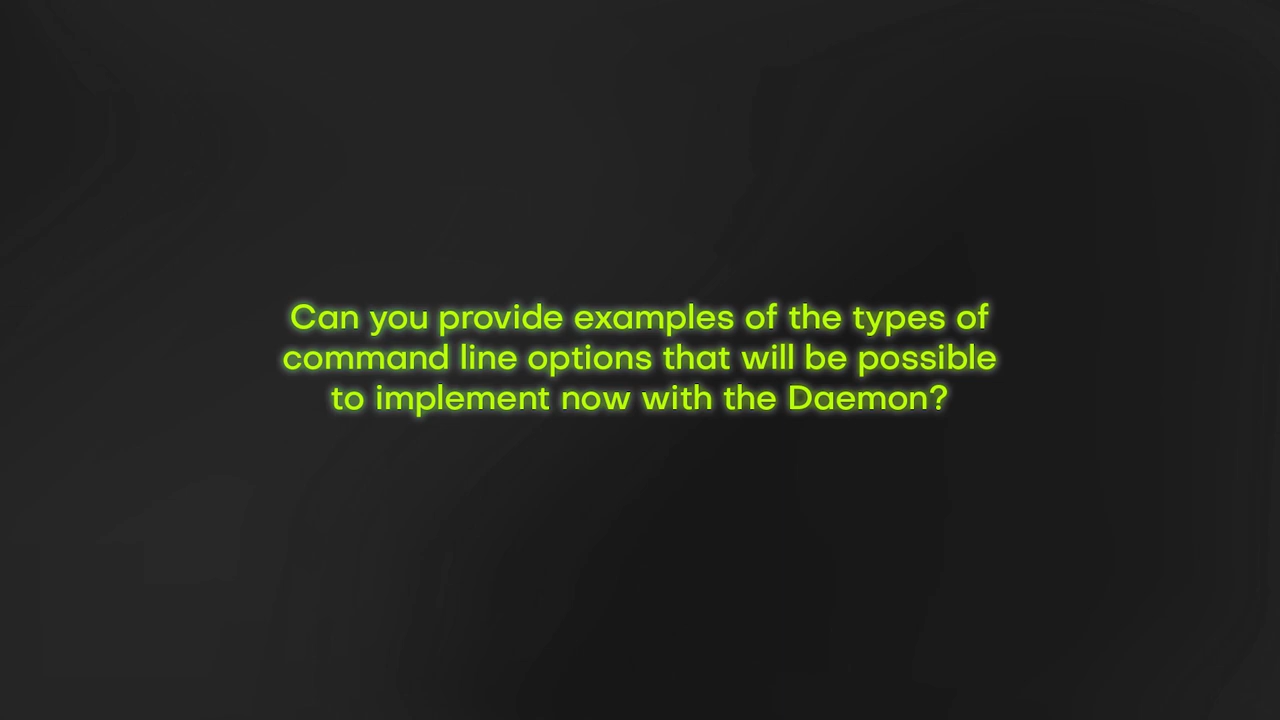 Can you provide examples of the types of
command line options that will be possible
to implement now with the Daemon?